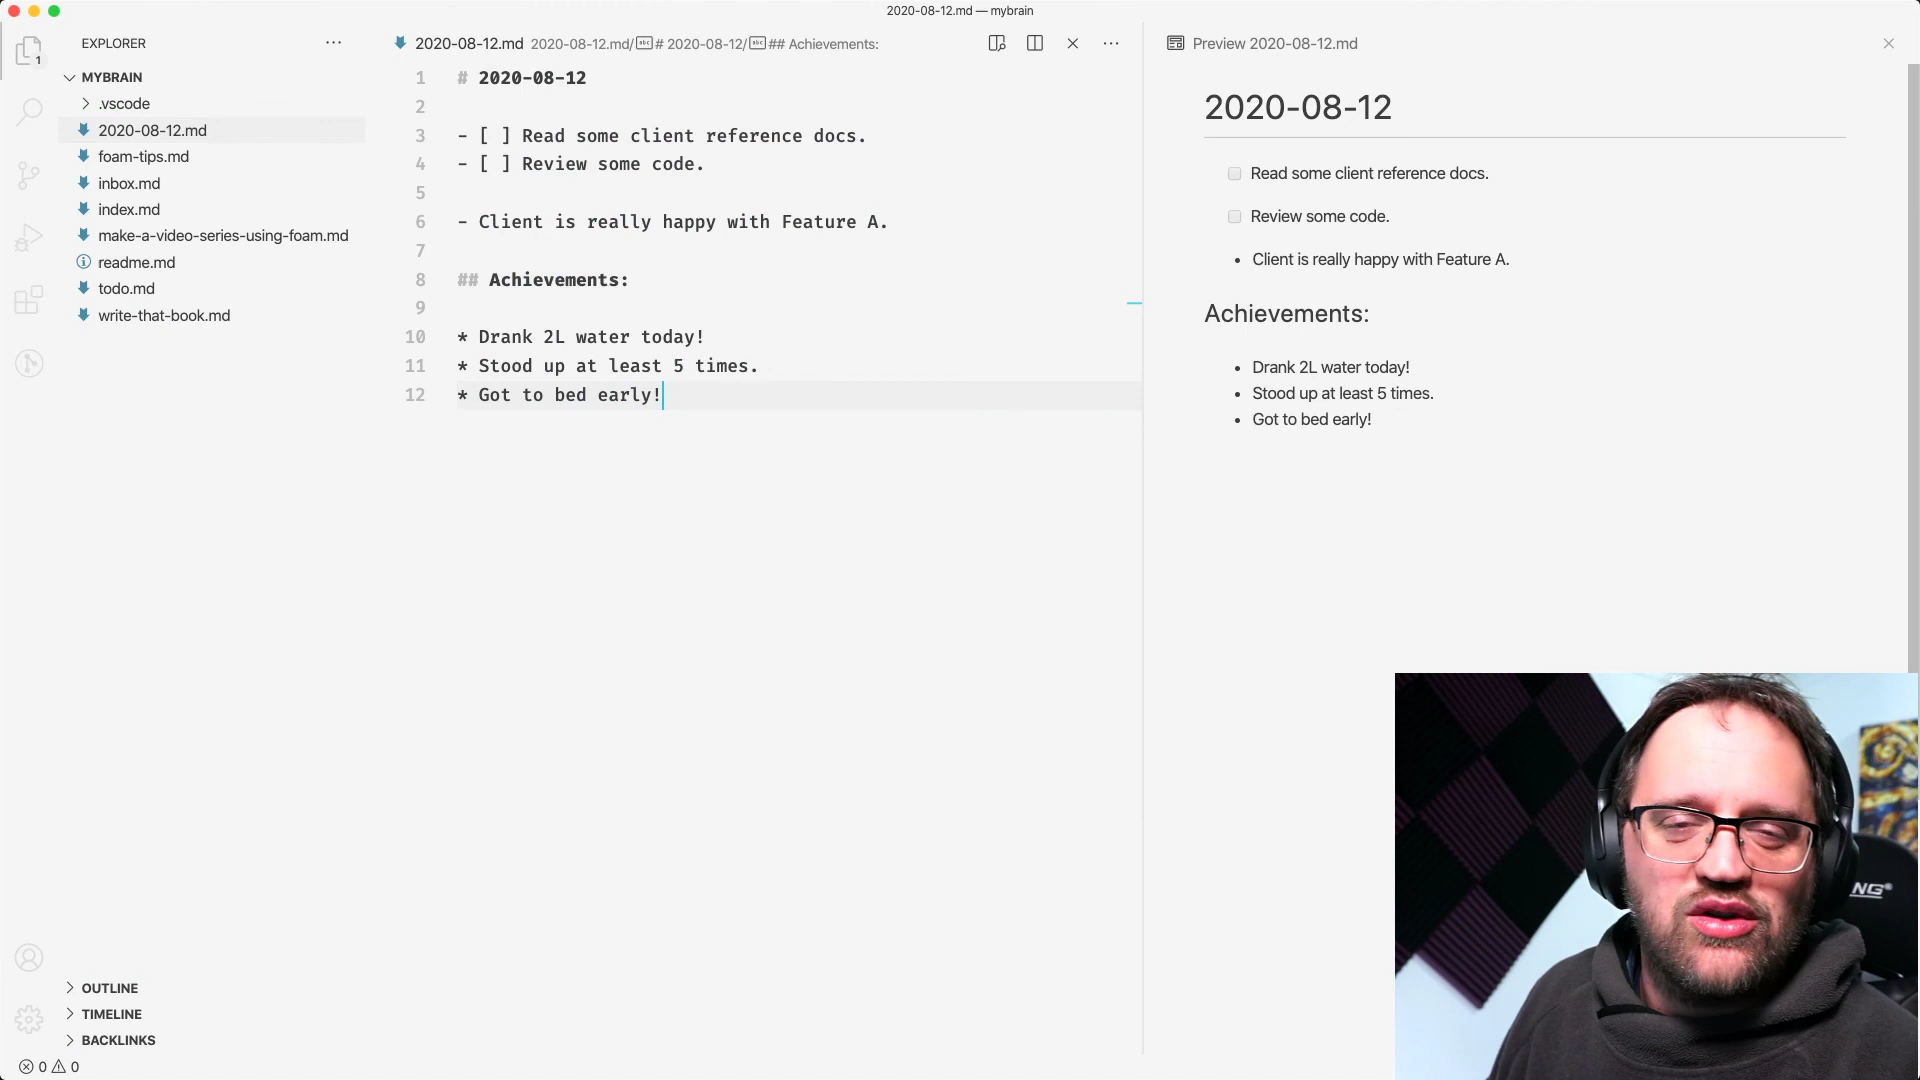 2020-08-12.md — mybrain
1
EXPLORER
MYBRAIN
.vscode
2020-08-12.md
foam-tips.md
inbox.md
index.md
make-a-video-series-using-foam.md
readme.md
todo.md
write-that-book.md
OUTLINE
TIMELINE
BACKLINKS
0 0
2020-08-12.md 2020-08-12.md/ abc # 2020-08-12/ abc ## Achievements:
1 # 2020-08-12
2
3 - [ ] Read some client reference docs.
4 - [ ] Review some code.
5
6 - Client is really happy with Feature A.
7
8 ## Achievements:
9
10 * Drank 2L water today!
11 * Stood up at least 5 times.
12 * Got to bed early!
Preview 2020-08-12.md
2020-08-12
Read some client reference docs.
Review some code.
• Client is really happy with Feature A.
Achievements:
• Drank 2L water today!
• Stood up at least 5 times.
• Got to bed early!
NG®